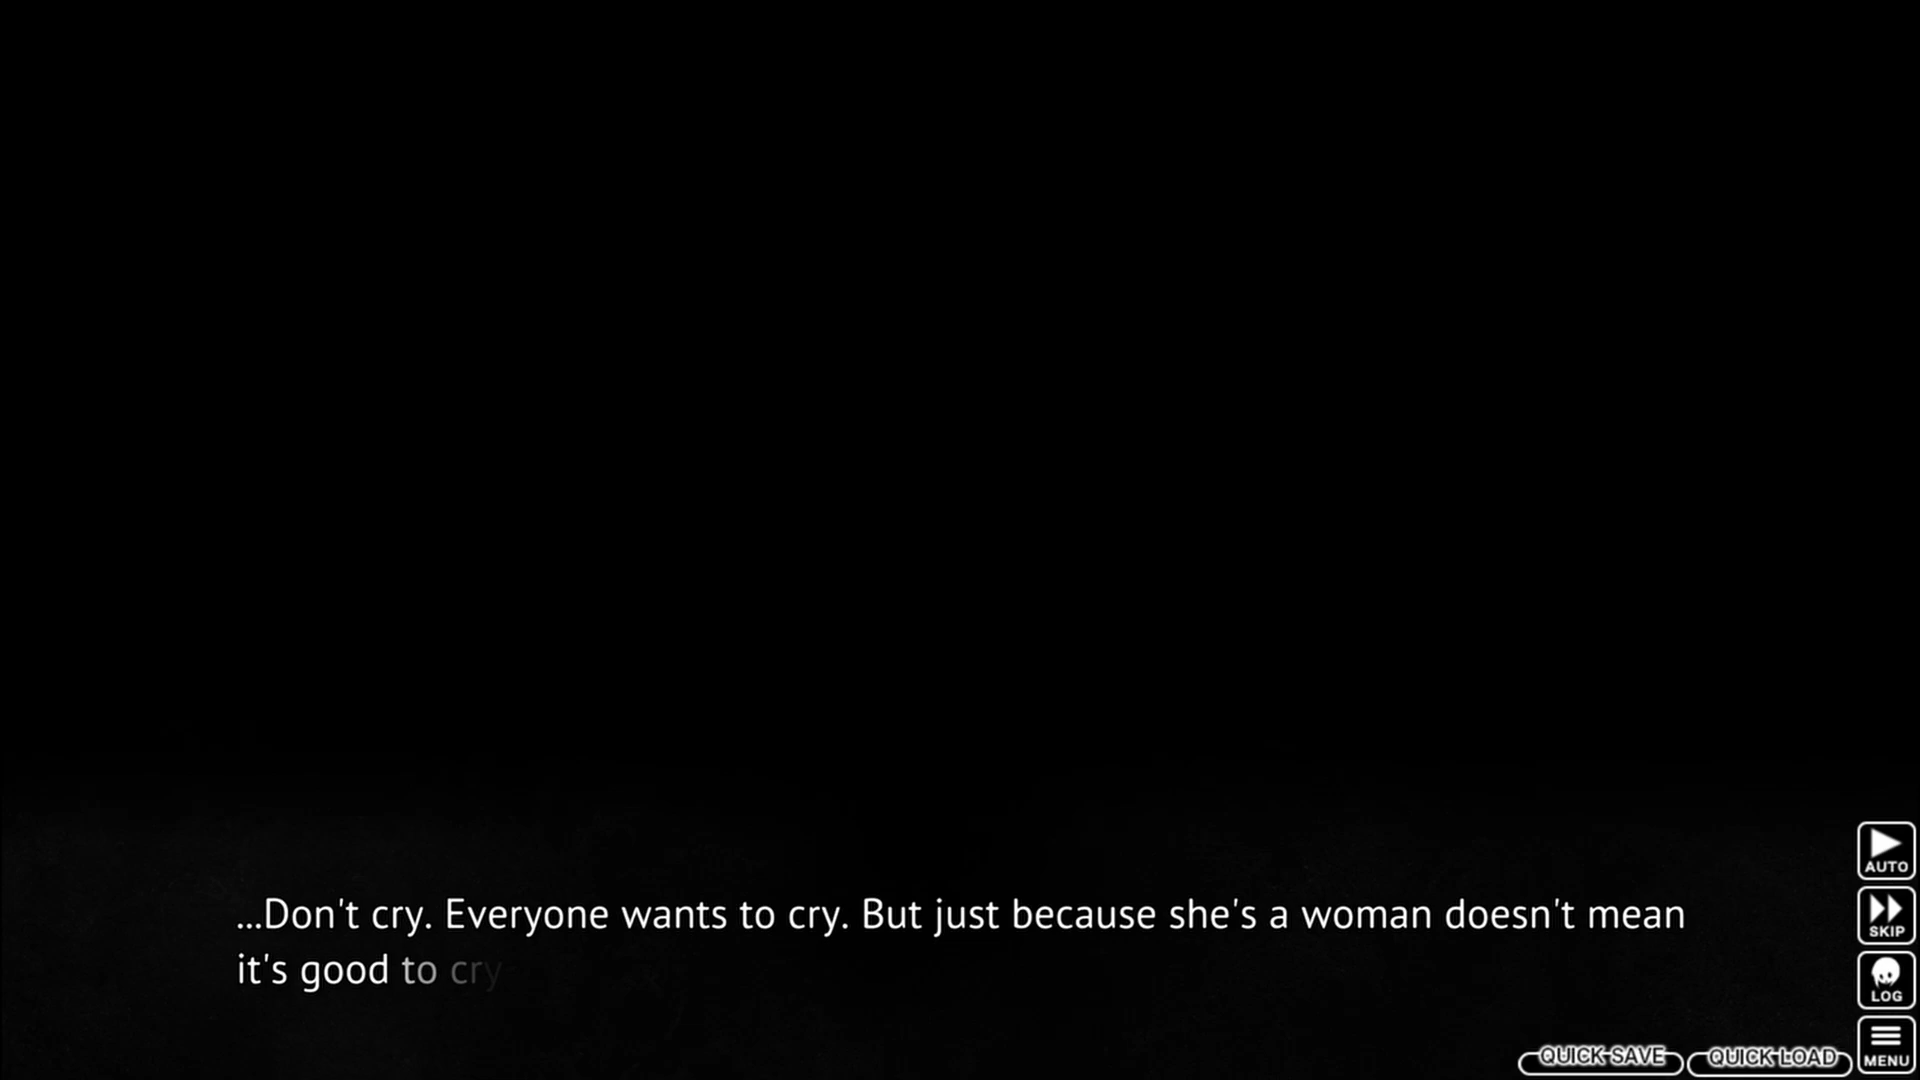 ...Don't cry. Everyone wants to cry. But just because she's a woman doesn't mean
it's good to cry
AUTO
SKIP
LOG
MENU
QUICK SAVE
QUICK LOAD